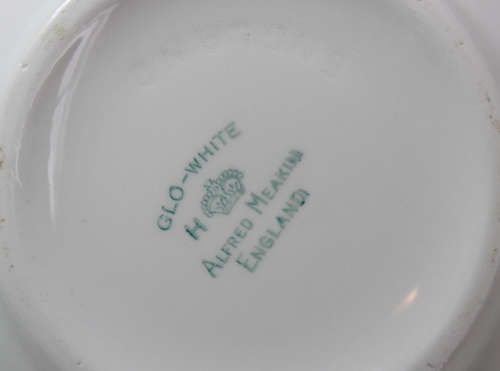 GLO-WHITE
H
ALFRED MEAKIN
ENGLAND